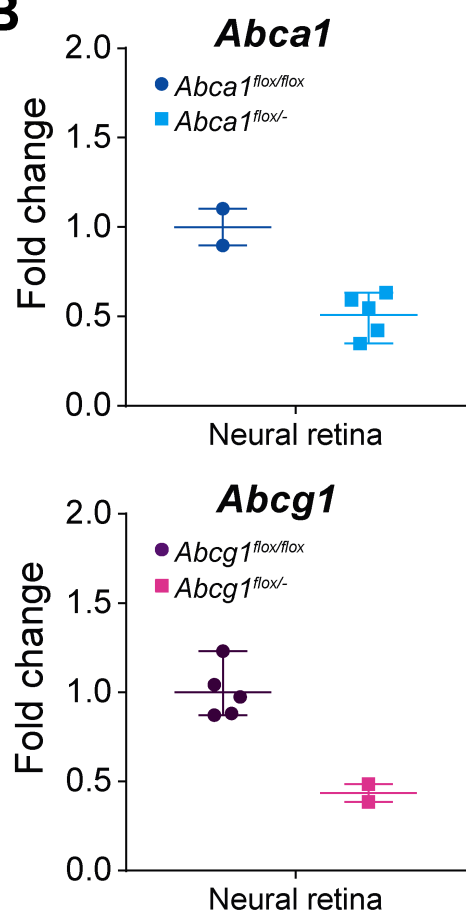 B
Abca1
2.0
Abca1flox/flox
Abca1flox/-
1.5
1.0
0.5
0.0
Fold change
Neural retina
Abcg1
2.0
Abcg1flox/flox
Abcg1flox/-
1.5
1.0
0.5
0.0
Fold change
Neural retina